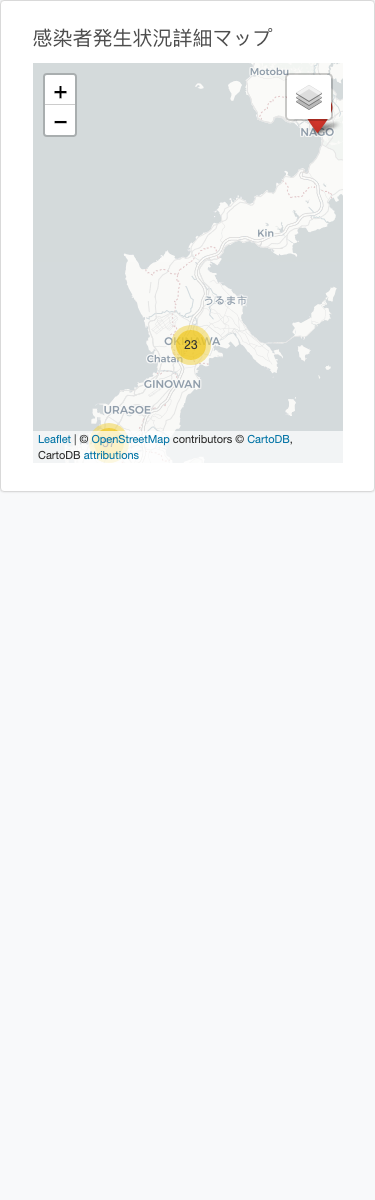 感染者発生状況詳細マップ
Motobu
+
−
NAGO
Kin
うるま市
23
Chatan
GINOWAN
URASOE
Leaflet | © OpenStreetMap contributors © CartoDB,
CartoDB attributions